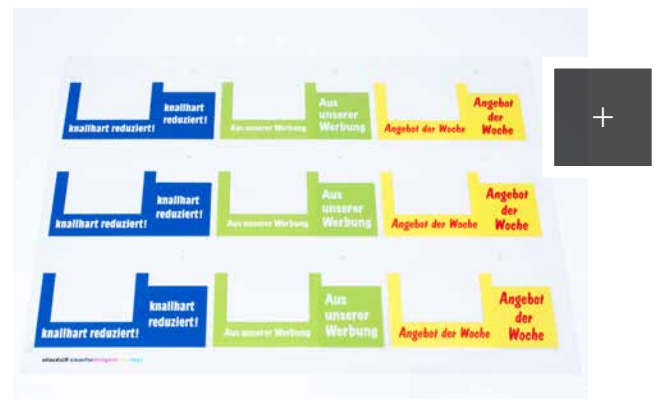 knallhart
reduziert!
knallhart reduziert!
Aus
unserer
Werbung
Aus unserer Werbung
Angebot
der
Woche
Angebot der Woche
knallhart
reduziert!
knallhart reduziert!
Aus
unserer
Werbung
Aus unserer Werbung
Angebot
der
Woche
Angebot der Woche
knallhart
reduziert!
knallhart reduziert!
Aus
unserer
Werbung
Aus unserer Werbung
Angebot
der
Woche
Angebot der Woche
+